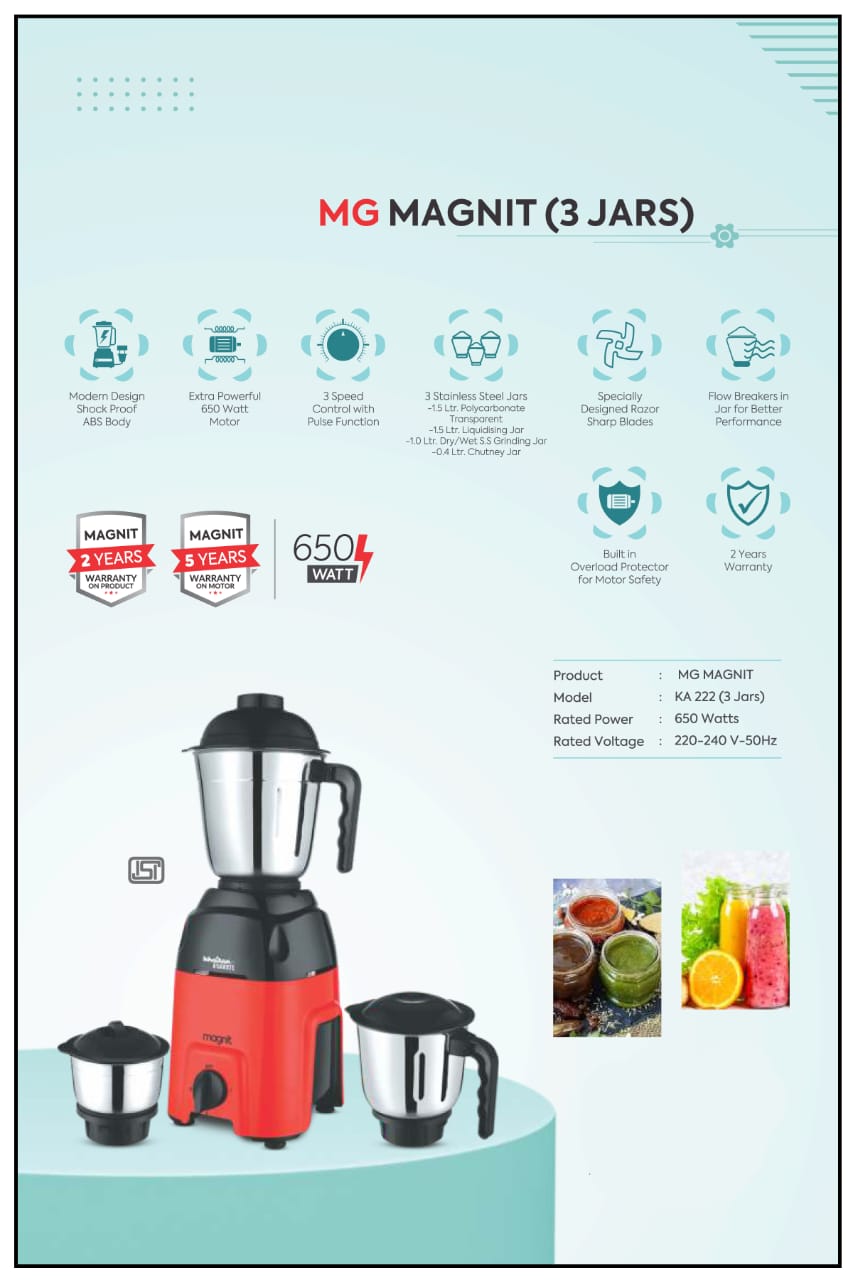 MG MAGNIT (3 JARS)
Modern Design
Shock Proof
ABS Body
Extra Powerful
650 Watt
Motor
3 Speed
Control with
Pulse Function
3 Stainless Steel Jars
-1.5 Ltr. Polycarbonate
Transparent
-1.5 Ltr. Liquidising Jar
-1.0 Ltr. Dry/Wet S.S Grinding Jar
-0.4 Ltr. Chutney Jar
Specially
Designed Razor
Sharp Blades
Flow Breakers in
Jar for Better
Performance
Built in
Overload Protector
for Motor Safety
2 Years
Warranty
MAGNIT
2 YEARS
WARRANTY
ON PRODUCT
MAGNIT
5 YEARS
WARRANTY
ON MOTOR
650
WATT
Product : MG MAGNIT
Model : KA 222 (3 Jars)
Rated Power : 650 Watts
Rated Voltage : 220-240 V-50Hz
ISI
magnit